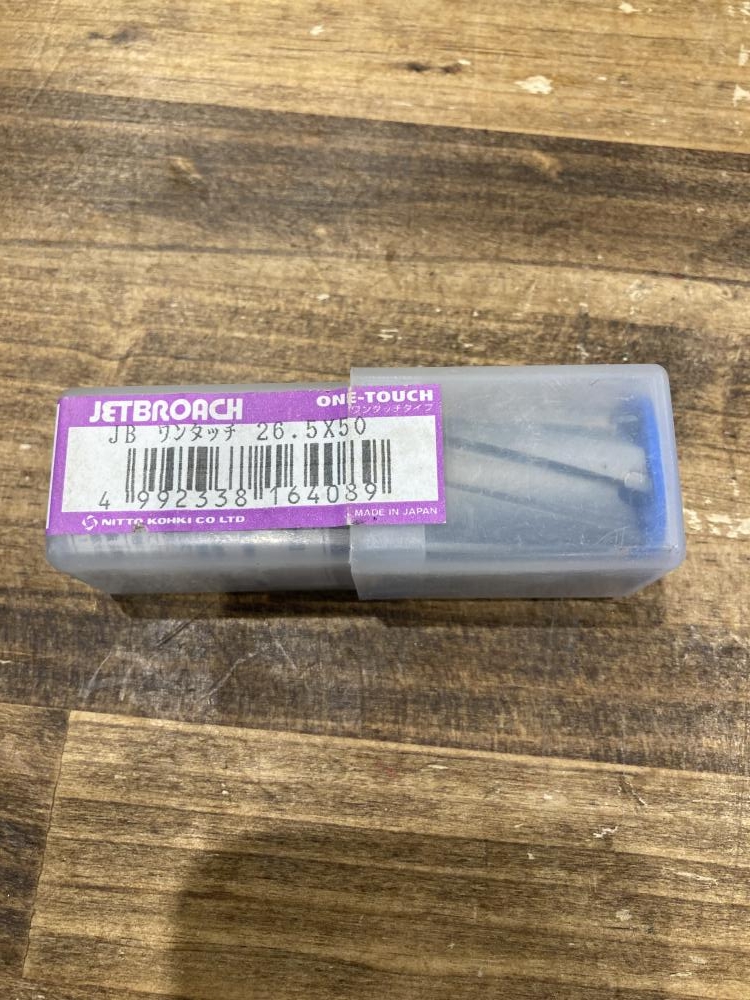 JETBROACH
ONE-TOUCH
ワンタッチタイプ
JB ワンタッチ 26.5X50
4 992338 164089
NITTO KOHKI CO LTD
MADE IN JAPAN